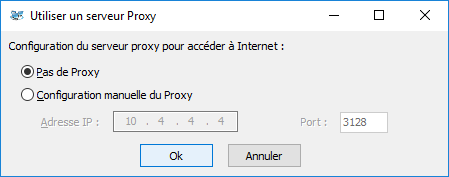 Utiliser un serveur Proxy
Configuration du serveur proxy pour accéder à Internet :
Pas de Proxy
Configuration manuelle du Proxy
Adresse IP : 10 . 4 . 4 . 4 Port : 3128
Ok Annuler